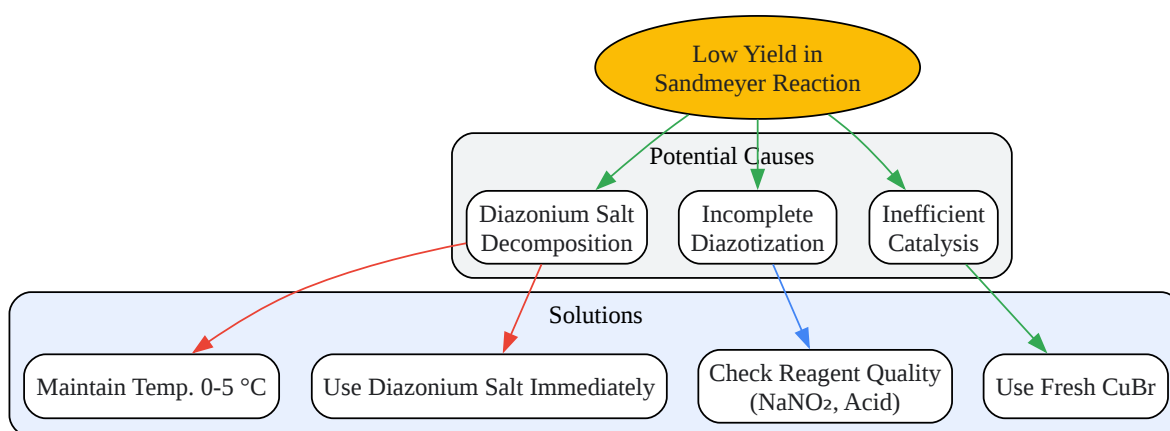 Low Yield in
Sandmeyer Reaction
Potential Causes
Diazonium Salt
Decomposition
Incomplete
Diazotization
Inefficient
Catalysis
Solutions
Maintain Temp. 0-5 °C
Use Diazonium Salt Immediately
Check Reagent Quality
(NaNO₂, Acid)
Use Fresh CuBr